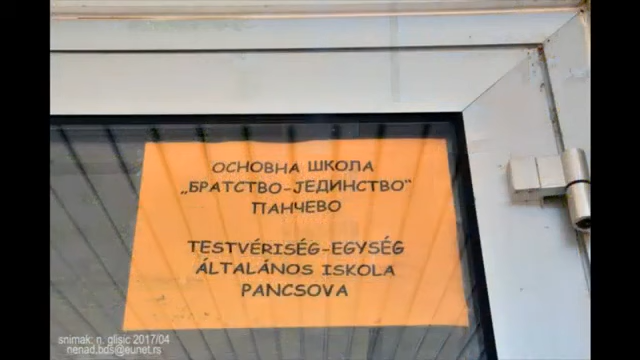 ОСНОВНА ШКОЛА
„БРАТСТВО-ЈЕДИНСТВО"
ПАНЧЕВО
TESTVÉRISÉG-EGYSÉG
ÁLTALÁNOS ISKOLA
PANCSOVA
snimak: n. glisic 2017/04
nenad.bds@eunet.rs